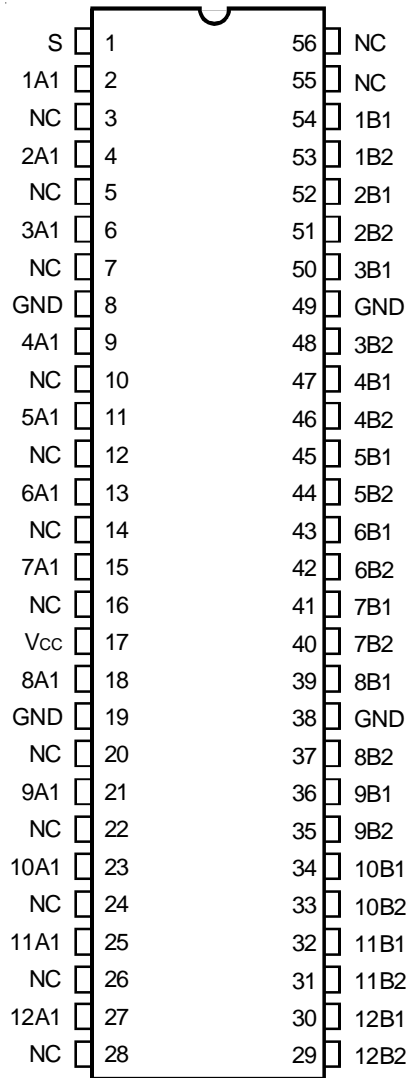 S 1 56 NC
1A1 2 55 NC
NC 3 54 1B1
2A1 4 53 1B2
NC 5 52 2B1
3A1 6 51 2B2
NC 7 50 3B1
GND 8 49 GND
4A1 9 48 3B2
NC 10 47 4B1
5A1 11 46 4B2
NC 12 45 5B1
6A1 13 44 5B2
NC 14 43 6B1
7A1 15 42 6B2
NC 16 41 7B1
Vcc 17 40 7B2
8A1 18 39 8B1
GND 19 38 GND
NC 20 37 8B2
9A1 21 36 9B1
NC 22 35 9B2
10A1 23 34 10B1
NC 24 33 10B2
11A1 25 32 11B1
NC 26 31 11B2
12A1 27 30 12B1
NC 28 29 12B2